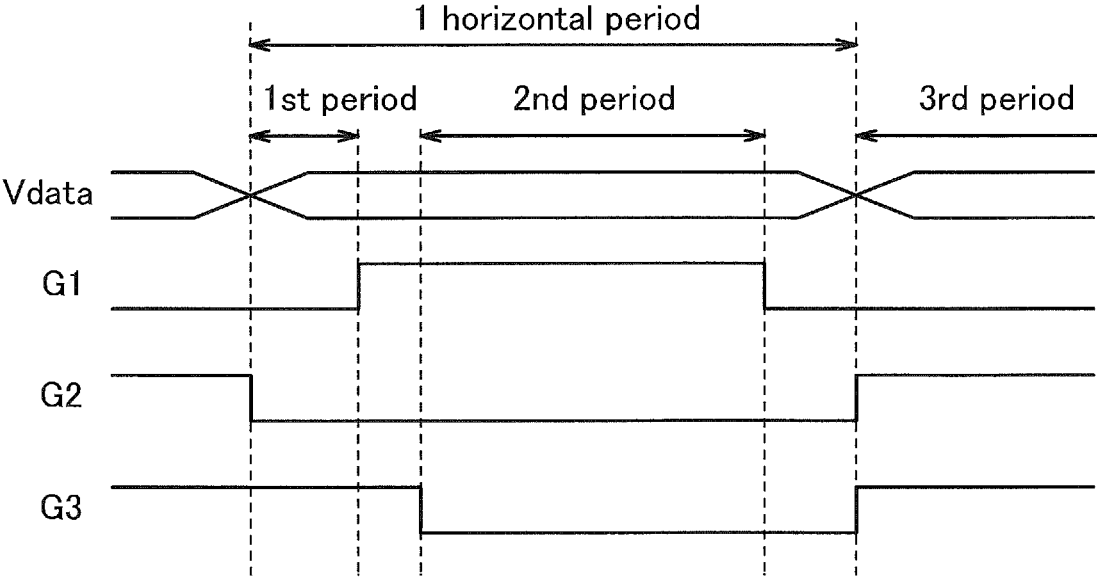 1 horizontal period
1st period
2nd period
3rd period
Vdata
G1
G2
G3